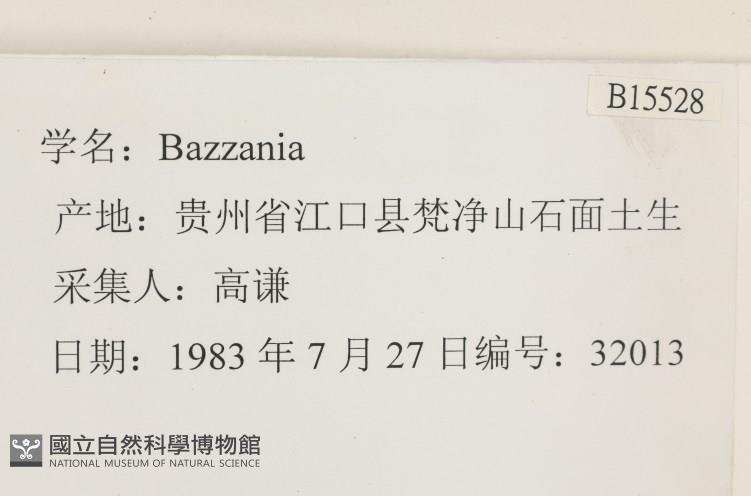 B15528
学名：Bazzania
产地：贵州省江口县梵净山石面土生
采集人：高谦
日期：1983 年 7 月 27 日编号：32013
國立自然科學博物館
NATIONAL MUSEUM OF NATURAL SCIENCE